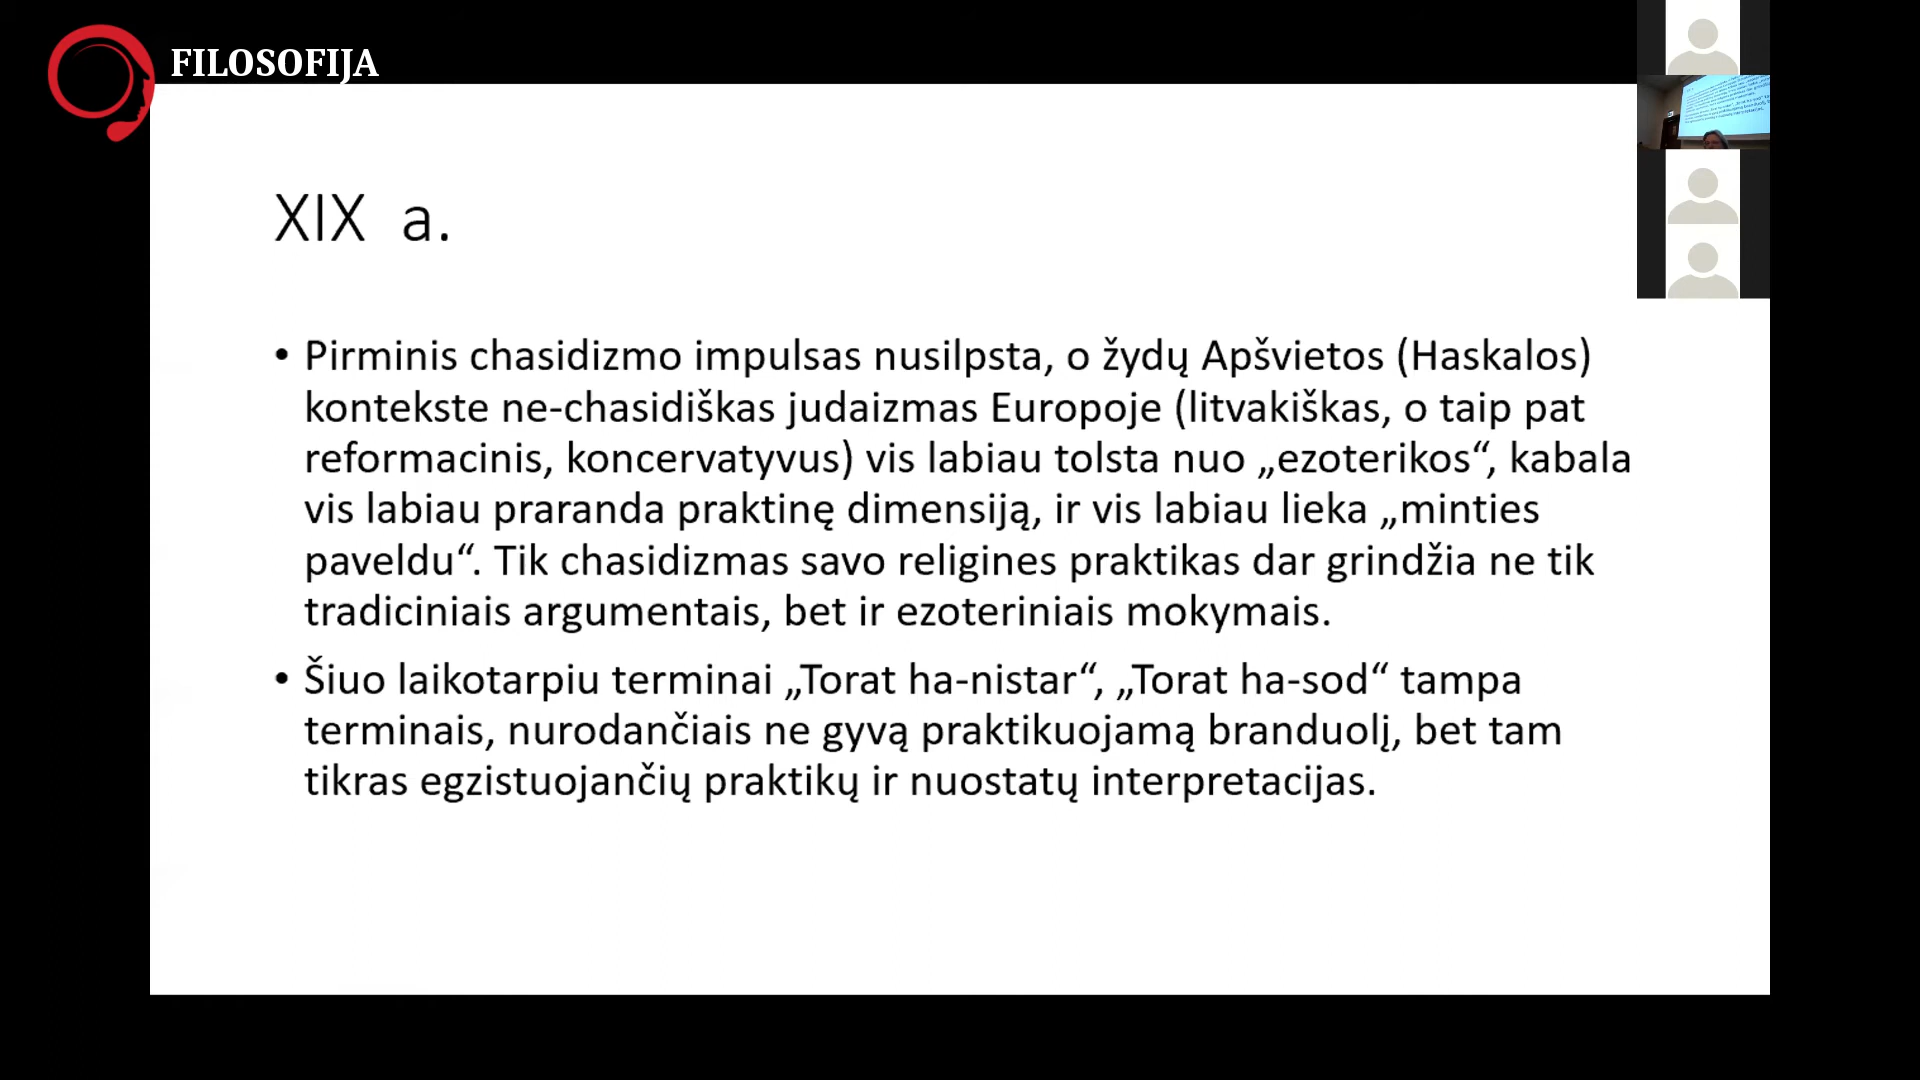 FILOSOFIJA
XIX a.
• Pirminis chasidizmo impulsas nusilpsta, o žydų Apšvietos (Haskalos)
kontekste ne-chasidiškas judaizmas Europoje (litvakiškas, o taip pat
reformacinis, koncervatyvus) vis labiau tolsta nuo „ezoterikos“, kabala
vis labiau praranda praktinę dimensiją, ir vis labiau lieka „minties
paveldu“. Tik chasidizmas savo religines praktikas dar grindžia ne tik
tradiciniais argumentais, bet ir ezoteriniais mokymais.
• Šiuo laikotarpiu terminai „Torat ha-nistar“, „Torat ha-sod“ tampa
terminais, nurodančiais ne gyvą praktikuojamą branduolį, bet tam
tikras egzistuojančių praktikų ir nuostatų interpretacijas.